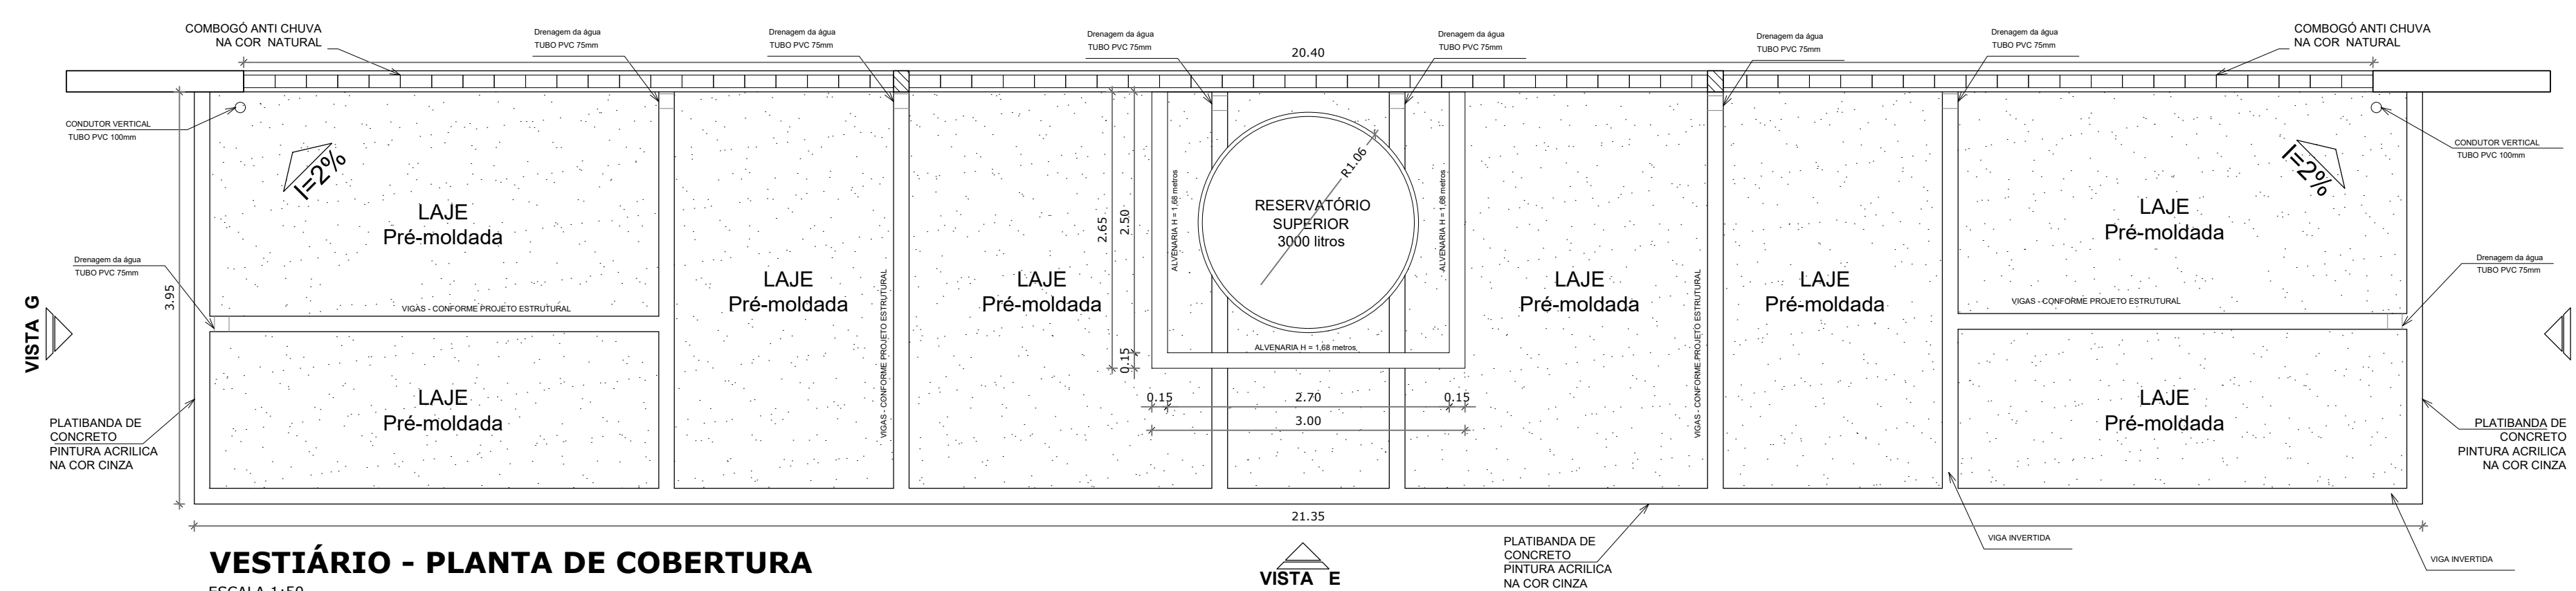 COMBOGÓ ANTI CHUVA
NA COR NATURAL
Drenagem da água
TUBO PVC 75mm
Drenagem da água
TUBO PVC 75mm
Drenagem da água
TUBO PVC 75mm
20.40
Drenagem da água
TUBO PVC 75mm
Drenagem da água
TUBO PVC 75mm
Drenagem da água
TUBO PVC 75mm
COMBOGÓ ANTI CHUVA
NA COR NATURAL
CONDUTOR VERTICAL
TUBO PVC 100mm
I=2%
LAJE
Pré-moldada
Drenagem da água
TUBO PVC 75mm
3.95
VISTA G
VIGAS - CONFORME PROJETO ESTRUTURAL
LAJE
Pré-moldada
PLATIBANDA DE
CONCRETO
PINTURA ACRILICA
NA COR CINZA
LAJE
Pré-moldada
VIGAS - CONFORME PROJETO ESTRUTURAL
LAJE
Pré-moldada
2.65
2.50
0.15
ALVENARIA H = 1,68 metros
R1.06
RESERVATÓRIO
SUPERIOR
3000 litros
ALVENARIA H = 1,68 metros
ALVENARIA H = 1,68 metros
0.15
2.70
0.15
3.00
LAJE
Pré-moldada
VIGAS - CONFORME PROJETO ESTRUTURAL
LAJE
Pré-moldada
I=2%
LAJE
Pré-moldada
CONDUTOR VERTICAL
TUBO PVC 100mm
Drenagem da água
TUBO PVC 75mm
VIGAS - CONFORME PROJETO ESTRUTURAL
LAJE
Pré-moldada
PLATIBANDA DE
CONCRETO
PINTURA ACRILICA
NA COR CINZA
21.35
VESTIÁRIO - PLANTA DE COBERTURA
ESCALA 1:50
VISTA E
PLATIBANDA DE
CONCRETO
PINTURA ACRILICA
NA COR CINZA
VIGA INVERTIDA
VIGA INVERTIDA